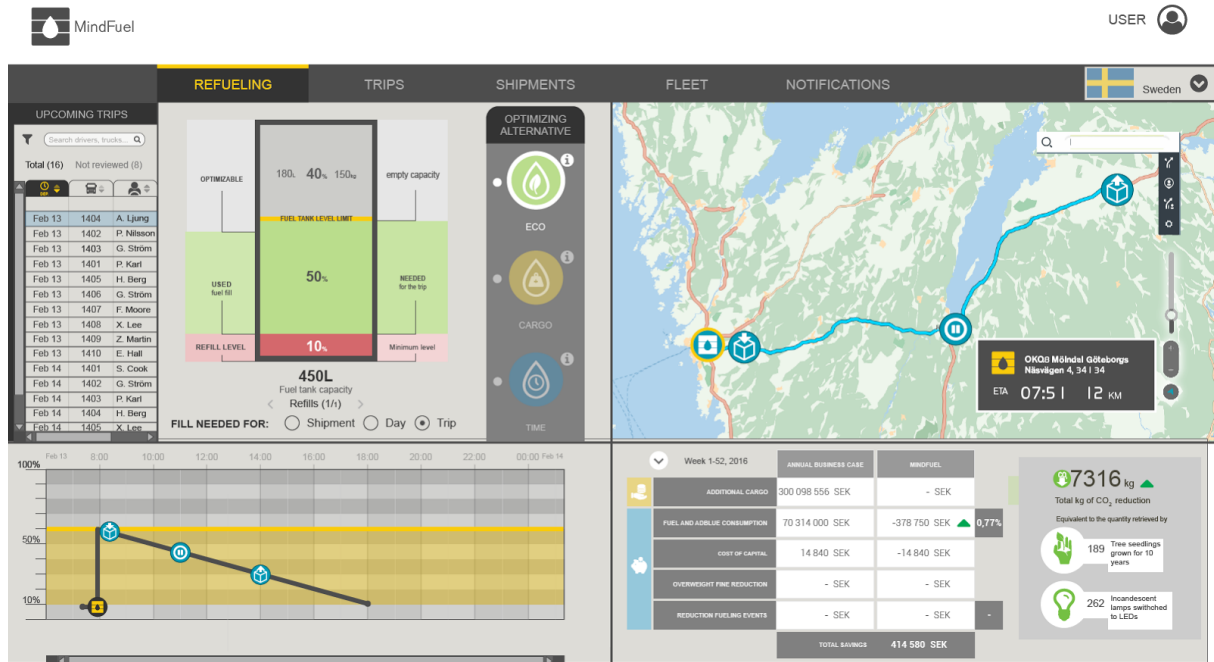 MindFuel
USER
REFUELING TRIPS SHIPMENTS FLEET NOTIFICATIONS
Sweden
UPCOMING TRIPS
Search drivers, trucks...
Total (16) Not reviewed (8)
DEP
Feb 13 1404 A. Ljung
Feb 13 1402 P. Nilsson
Feb 13 1403 G. Ström
Feb 13 1401 P. Karl
Feb 13 1405 H. Berg
Feb 13 1406 G. Ström
Feb 13 1407 F. Moore
Feb 13 1408 X. Lee
Feb 13 1409 Z. Martin
Feb 13 1410 E. Hall
Feb 14 1401 S. Cook
Feb 14 1402 G. Ström
Feb 14 1403 P. Karl
Feb 14 1404 H. Berg
Feb 14 1405 X. Lee
OPTIMIZABLE
180L 40% 150kg
empty capacity
FUEL TANK LEVEL LIMIT
USED
fuel fill
50%
NEEDED
for the trip
REFILL LEVEL
10%
Minimum level
450L
Fuel tank capacity
Refills (1/1)
FILL NEEDED FOR: Shipment Day Trip
OPTIMIZING
ALTERNATIVE
ECO
CARGO
TIME
OKQ8 Mölndel Göteborgs
Näsvägen 4, 34 I 34
ETA 07:51 12 KM
Feb 13 8:00 10:00 12:00 14:00 16:00 18:00 20:00 22:00 00:00 Feb 14
100%
50%
10%
Week 1-52, 2016
ANNUAL BUSINESS CASE
MINDFUEL
ADDITIONAL CARGO 300 098 556 SEK - SEK
FUEL AND ADBLUE CONSUMPTION 70 314 000 SEK -378 750 SEK 0,77%
COST OF CAPITAL 14 840 SEK -14 840 SEK
OVERWEIGHT FINE REDUCTION - SEK - SEK
REDUCTION FUELING EVENTS - SEK - SEK -
TOTAL SAVINGS 414 580 SEK
7316 kg
Total kg of CO2 reduction
Equivalent to the quantity retrieved by
189 Tree seedlings
grown for 10
years
262 Incandescent
lamps swithched
to LEDs